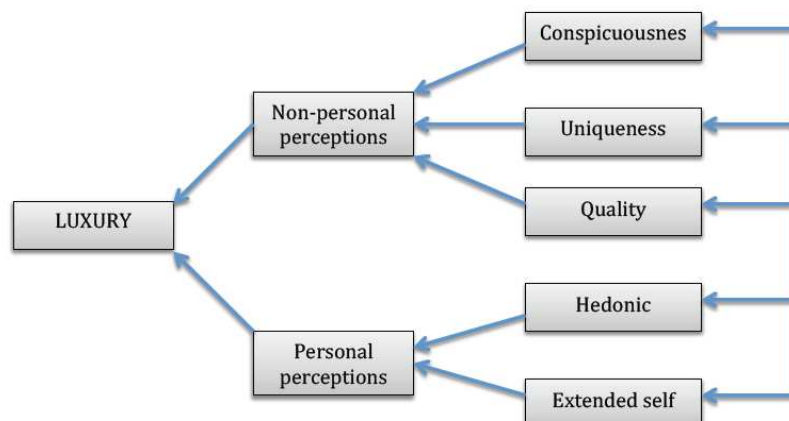 Conspicuousnes
Non-personal
perceptions
Uniqueness
Quality
LUXURY
Hedonic
Personal
perceptions
Extended self